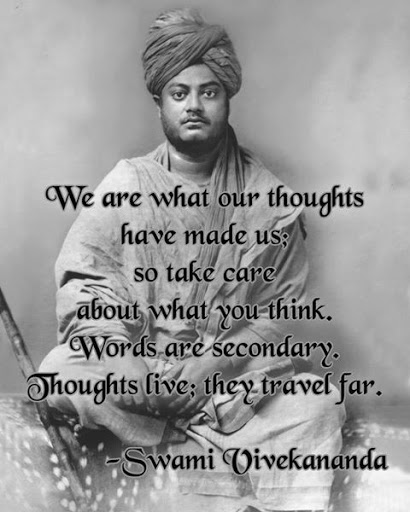 We are what our thoughts
have made us;
so take care
about what you think.
Words are secondary.
Thoughts live; they travel far.
-Swami Vivekananda